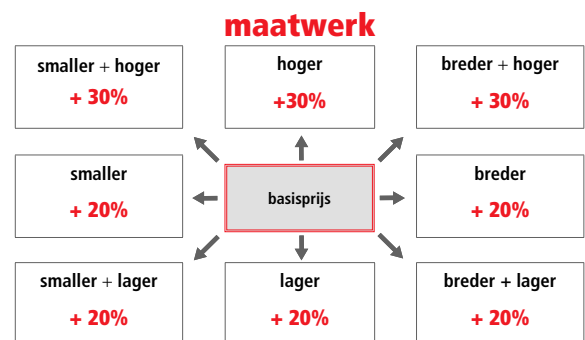 maatwerk
smaller + hoger
+ 30%
hoger
+30%
breder + hoger
+ 30%
smaller
+ 20%
basisprijs
breder
+ 20%
smaller + lager
+ 20%
lager
+ 20%
breder + lager
+ 20%